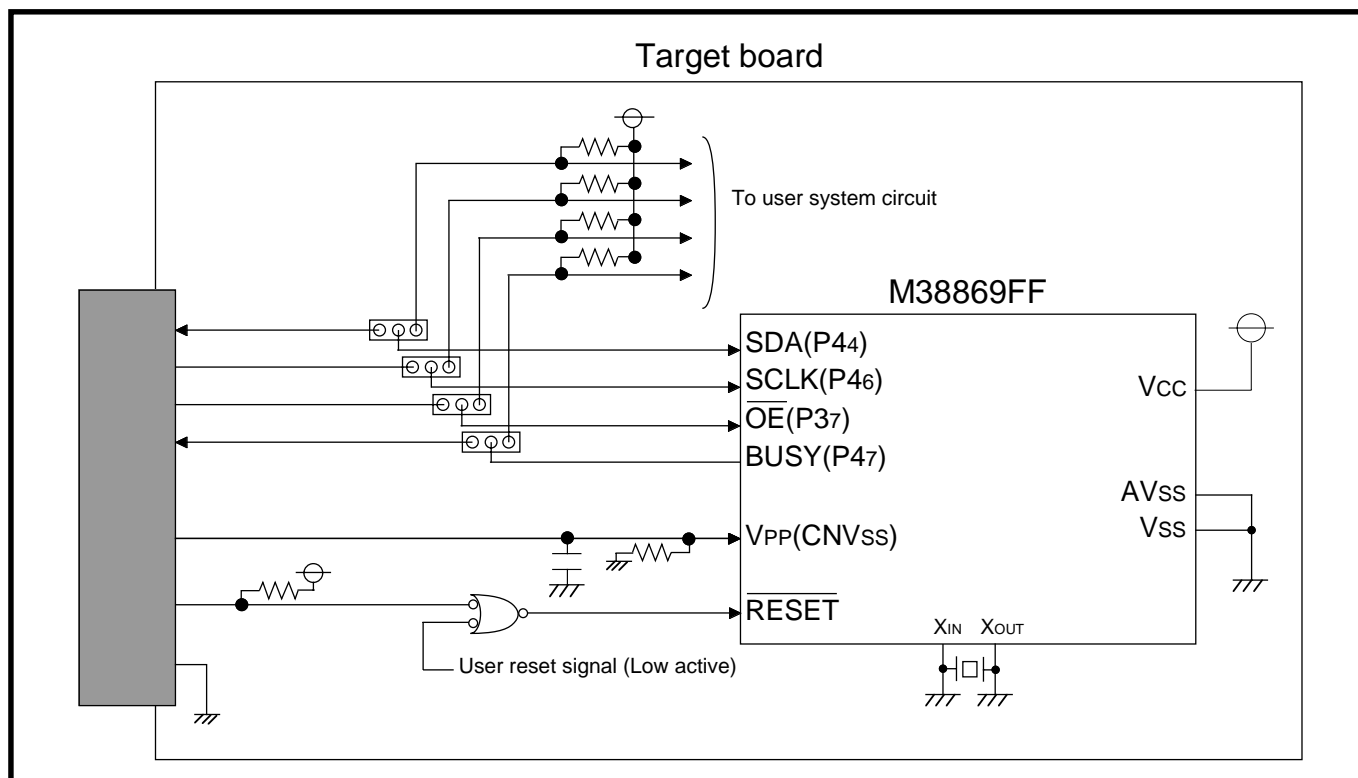 Target board
To user system circuit
M38869FF
SDA(P44)
SCLK(P46)
VCC
OE(P37)
BUSY(P47)
AVSS
VSS
VPP(CNVSS)
RESET
XIN XOUT
User reset signal (Low active)